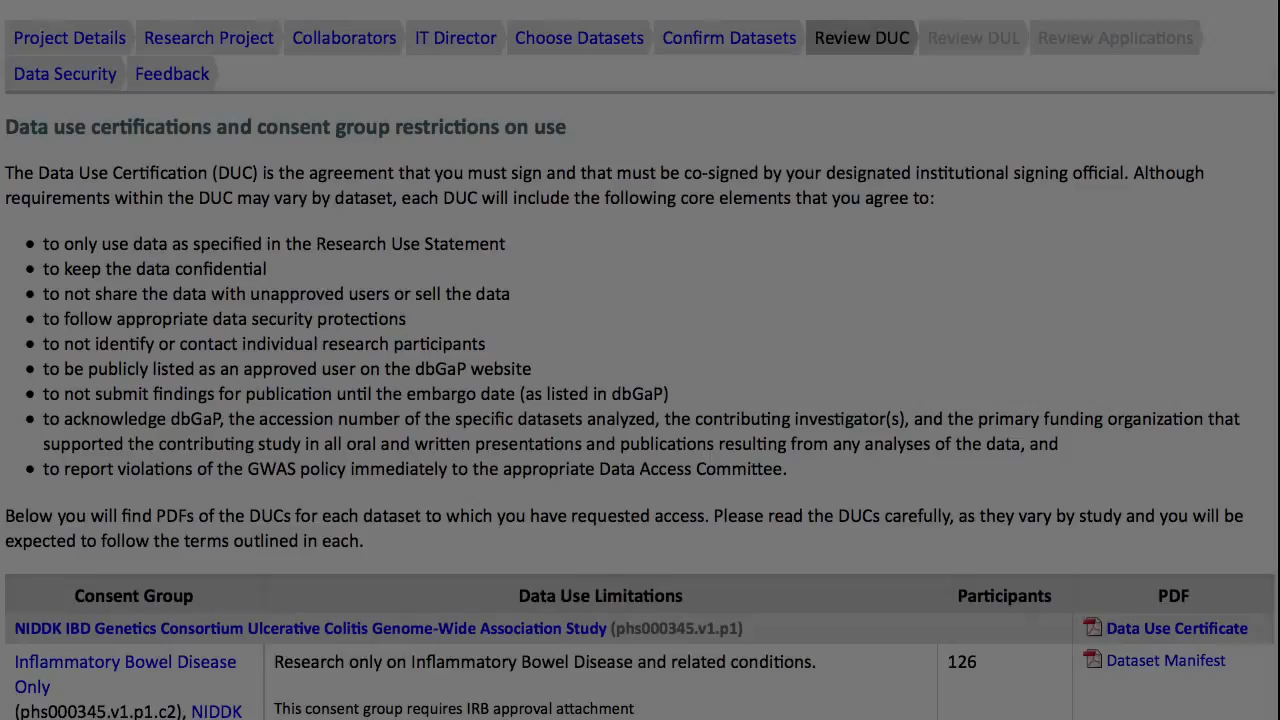 Project Details Research Project Collaborators IT Director Choose Datasets Confirm Datasets Review DUC Review DUL Review Applications
Data Security Feedback
Data use certifications and consent group restrictions on use
The Data Use Certification (DUC) is the agreement that you must sign and that must be co-signed by your designated institutional signing official. Although
requirements within the DUC may vary by dataset, each DUC will include the following core elements that you agree to:
• to only use data as specified in the Research Use Statement
• to keep the data confidential
• to not share the data with unapproved users or sell the data
• to follow appropriate data security protections
• to not identify or contact individual research participants
• to be publicly listed as an approved user on the dbGaP website
• to not submit findings for publication until the embargo date (as listed in dbGaP)
• to acknowledge dbGaP, the accession number of the specific datasets analyzed, the contributing investigator(s), and the primary funding organization that
supported the contributing study in all oral and written presentations and publications resulting from any analyses of the data, and
• to report violations of the GWAS policy immediately to the appropriate Data Access Committee.
Below you will find PDFs of the DUCs for each dataset to which you have requested access. Please read the DUCs carefully, as they vary by study and you will be
expected to follow the terms outlined in each.
Consent Group Data Use Limitations Participants PDF
NIDDK IBD Genetics Consortium Ulcerative Colitis Genome-Wide Association Study (phs000345.v1.p1) Data Use Certificate
Inflammatory Bowel Disease Research only on Inflammatory Bowel Disease and related conditions. 126 Dataset Manifest
Only
(phs000345.v1.p1.c2), NIDDK This consent group requires IRB approval attachment